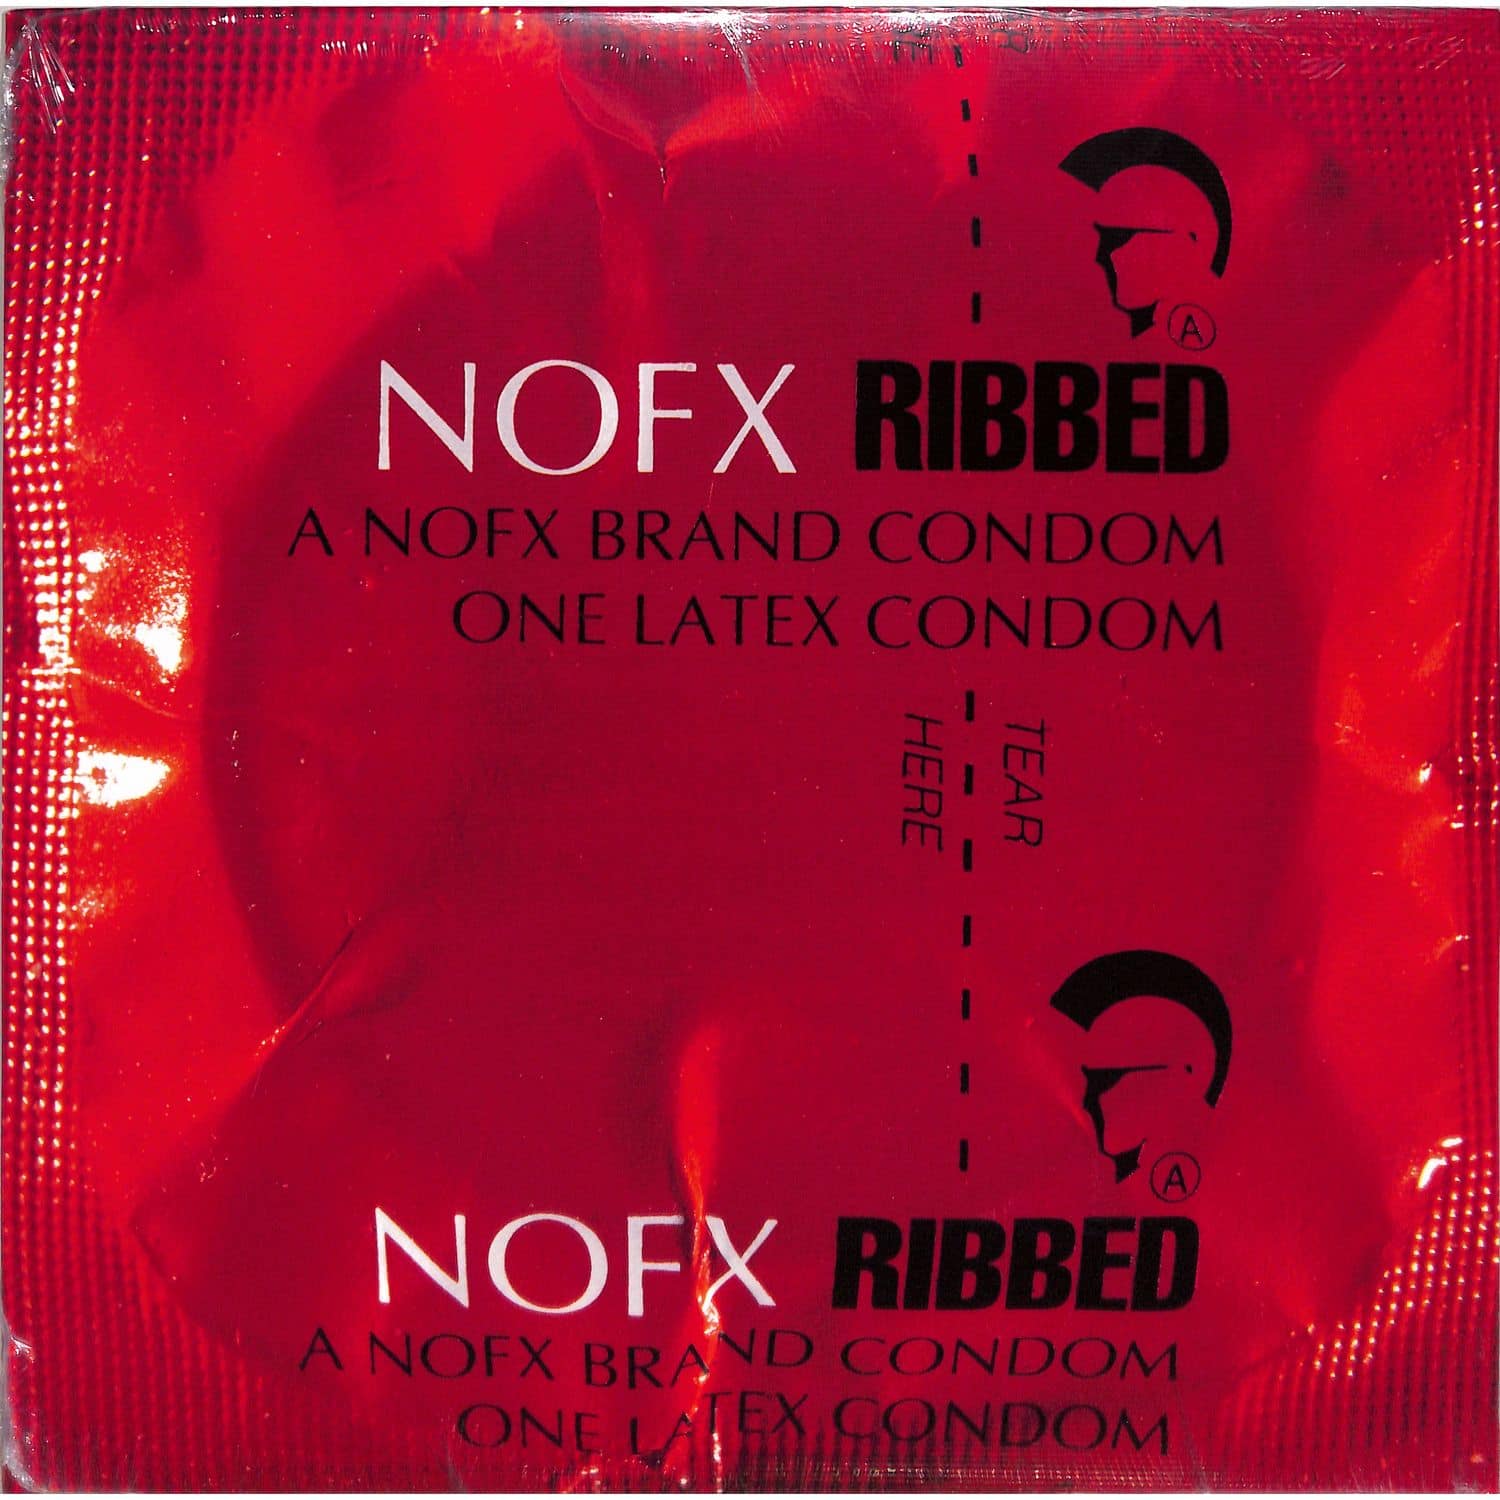 Ⓐ
NOFX RIBBED
A NOFX BRAND CONDOM
ONE LATEX CONDOM
TEAR
HERE
Ⓐ
NOFX RIBBED
A NOFX BRAND CONDOM
ONE LATEX CONDOM